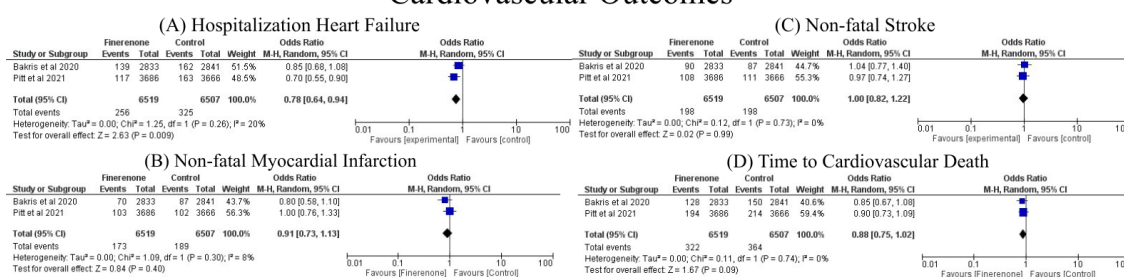 Cardiovascular Outcomes
(A) Hospitalization Heart Failure
Finerenone Control Odds Ratio Odds Ratio
Study or Subgroup Events Total Events Total Weight M-H, Random, 95% CI M-H, Random, 95% CI
Bakris et al 2020 139 2833 162 2841 51.5% 0.85 [0.68, 1.08]
Pitt et al 2021 117 3686 163 3666 48.5% 0.70 [0.55, 0.90]
Total (95% CI) 6519 6507 100.0% 0.78 [0.64, 0.94]
Total events 256 325
Heterogeneity: Tau² = 0.00; Chi² = 1.25, df = 1 (P = 0.26); I² = 20%
Test for overall effect: Z = 2.63 (P = 0.009)
0.01 0.1 1 10 100
Favours [experimental] Favours [control]
(B) Non-fatal Myocardial Infarction
Finerenone Control Odds Ratio Odds Ratio
Study or Subgroup Events Total Events Total Weight M-H, Random, 95% CI M-H, Random, 95% CI
Bakris et al 2020 70 2833 87 2841 43.7% 0.80 [0.58, 1.10]
Pitt et al 2021 103 3686 102 3666 56.3% 1.00 [0.76, 1.33]
Total (95% CI) 6519 6507 100.0% 0.91 [0.73, 1.13]
Total events 173 189
Heterogeneity: Tau² = 0.00; Chi² = 1.09, df = 1 (P = 0.30); I² = 8%
Test for overall effect: Z = 0.84 (P = 0.40)
0.01 0.1 1 10 100
Favours [Finerenone] Favours [Control]
(C) Non-fatal Stroke
Finerenone Control Odds Ratio Odds Ratio
Study or Subgroup Events Total Events Total Weight M-H, Random, 95% CI M-H, Random, 95% CI
Bakris et al 2020 90 2833 87 2841 44.7% 1.04 [0.77, 1.40]
Pitt et al 2021 108 3686 111 3666 55.3% 0.97 [0.74, 1.27]
Total (95% CI) 6519 6507 100.0% 1.00 [0.82, 1.22]
Total events 198 198
Heterogeneity: Tau² = 0.00; Chi² = 0.12, df = 1 (P = 0.73); I² = 0%
Test for overall effect: Z = 0.02 (P = 0.99)
0.01 0.1 1 10
Favours [experimental] Favours [control]
(D) Time to Cardiovascular Death
Finerenone Control Odds Ratio Odds Ratio
Study or Subgroup Events Total Events Total Weight M-H, Random, 95% CI M-H, Random, 95% CI
Bakris et al 2020 128 2833 150 2841 40.6% 0.85 [0.67, 1.08]
Pitt et al 2021 194 3686 214 3666 59.4% 0.90 [0.73, 1.09]
Total (95% CI) 6519 6507 100.0% 0.88 [0.75, 1.02]
Total events 322 364
Heterogeneity: Tau² = 0.00; Chi² = 0.11, df = 1 (P = 0.74); I² = 0%
Test for overall effect: Z = 1.67 (P = 0.09)
0.01 0.1 1 10
Favours [Finerenone] Favours [Control]